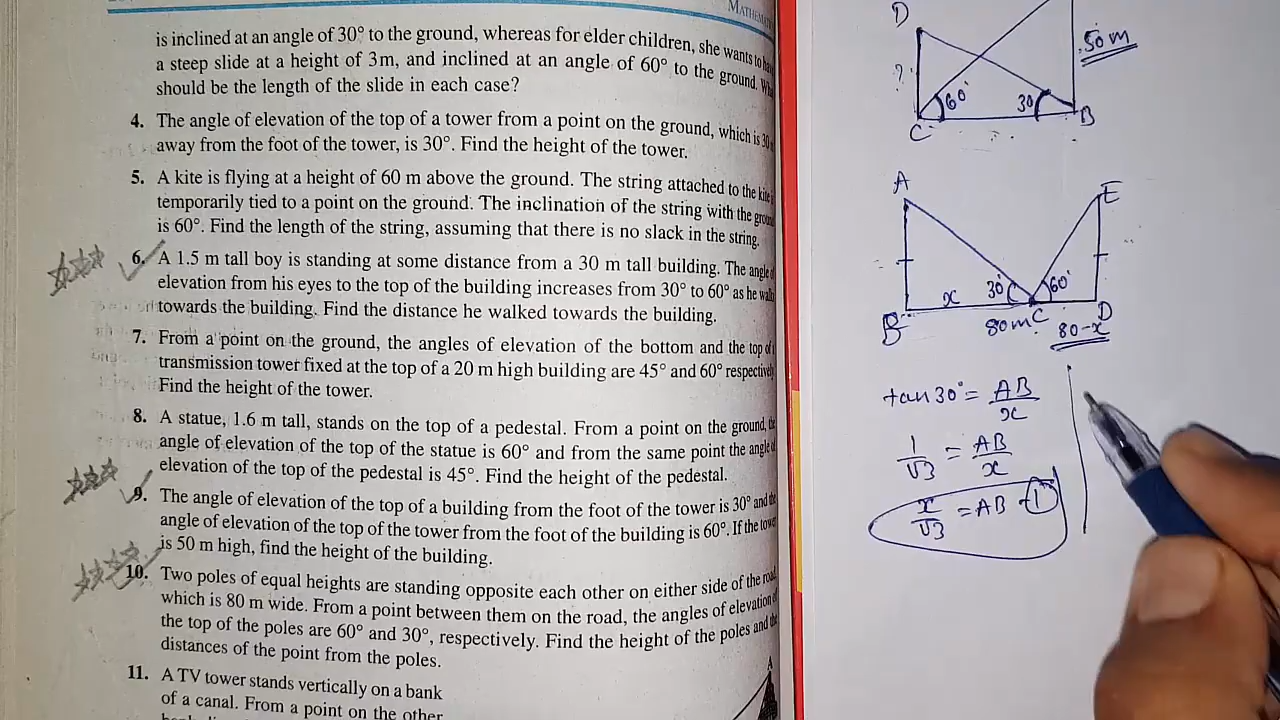 MATHEMAT
is inclined at an angle of 30° to the ground, whereas for elder children, she wants to have
a steep slide at a height of 3m, and inclined at an angle of 60° to the ground. What
should be the length of the slide in each case?
4. The angle of elevation of the top of a tower from a point on the ground, which is 30 m
away from the foot of the tower, is 30°. Find the height of the tower.
5. A kite is flying at a height of 60 m above the ground. The string attached to the kite is
temporarily tied to a point on the ground. The inclination of the string with the ground
is 60°. Find the length of the string, assuming that there is no slack in the string.
6. A 1.5 m tall boy is standing at some distance from a 30 m tall building. The angle of
elevation from his eyes to the top of the building increases from 30° to 60° as he walks
towards the building. Find the distance he walked towards the building.
7. From a point on the ground, the angles of elevation of the bottom and the top of a
transmission tower fixed at the top of a 20 m high building are 45° and 60° respectively.
Find the height of the tower.
8. A statue, 1.6 m tall, stands on the top of a pedestal. From a point on the ground, the
angle of elevation of the top of the statue is 60° and from the same point the angle of
elevation of the top of the pedestal is 45°. Find the height of the pedestal.
9. The angle of elevation of the top of a building from the foot of the tower is 30° and the
angle of elevation of the top of the tower from the foot of the building is 60°. If the tower
is 50 m high, find the height of the building.
10. Two poles of equal heights are standing opposite each other on either side of the road,
which is 80 m wide. From a point between them on the road, the angles of elevation of
the top of the poles are 60° and 30°, respectively. Find the height of the poles and the
distances of the point from the poles.
11. A TV tower stands vertically on a bank
of a canal. From a point on the other
A
D
50 m
?
60°
30
C
B
A
E
x
30°
60°
B
80m C
D
80-x
tan 30° = AB/x
1/√3 = AB/x
x/√3 = AB - 1